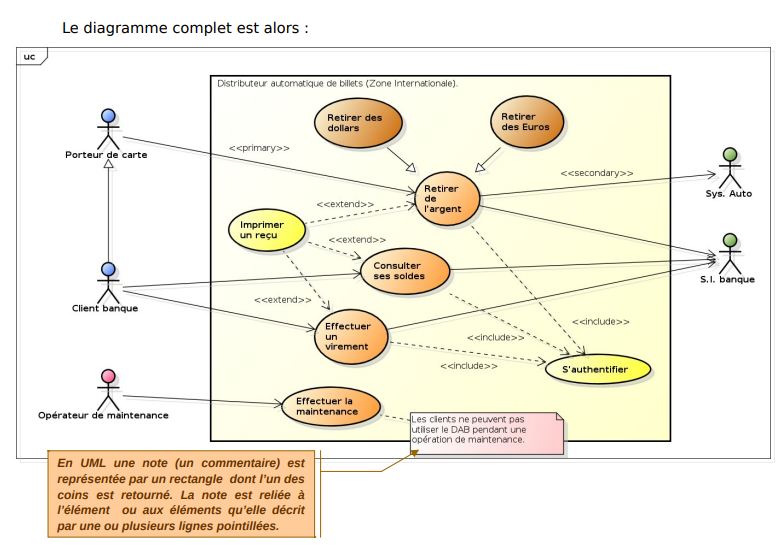 Le diagramme complet est alors :
uc
Distributeur automatique de billets (Zone Internationale).
Retirer des
dollars
Retirer
des Euros
Porteur de carte
<<primary>>
<<secondary>>
Sys. Auto
Retirer
de
l'argent
<<extend>>
Imprimer
un reçu
<<extend>>
Consulter
ses soldes
S.I. banque
Client banque
<<extend>>
Effectuer
un
virement
<<include>>
<<include>>
<<include>>
S'authentifier
Opérateur de maintenance
Effectuer la
maintenance
Les clients ne peuvent pas
utiliser le DAB pendant une
opération de maintenance.
En UML une note (un commentaire) est
représentée par un rectangle dont l'un des
coins est retourné. La note est reliée à
l'élément ou aux éléments qu'elle décrit
par une ou plusieurs lignes pointillées.